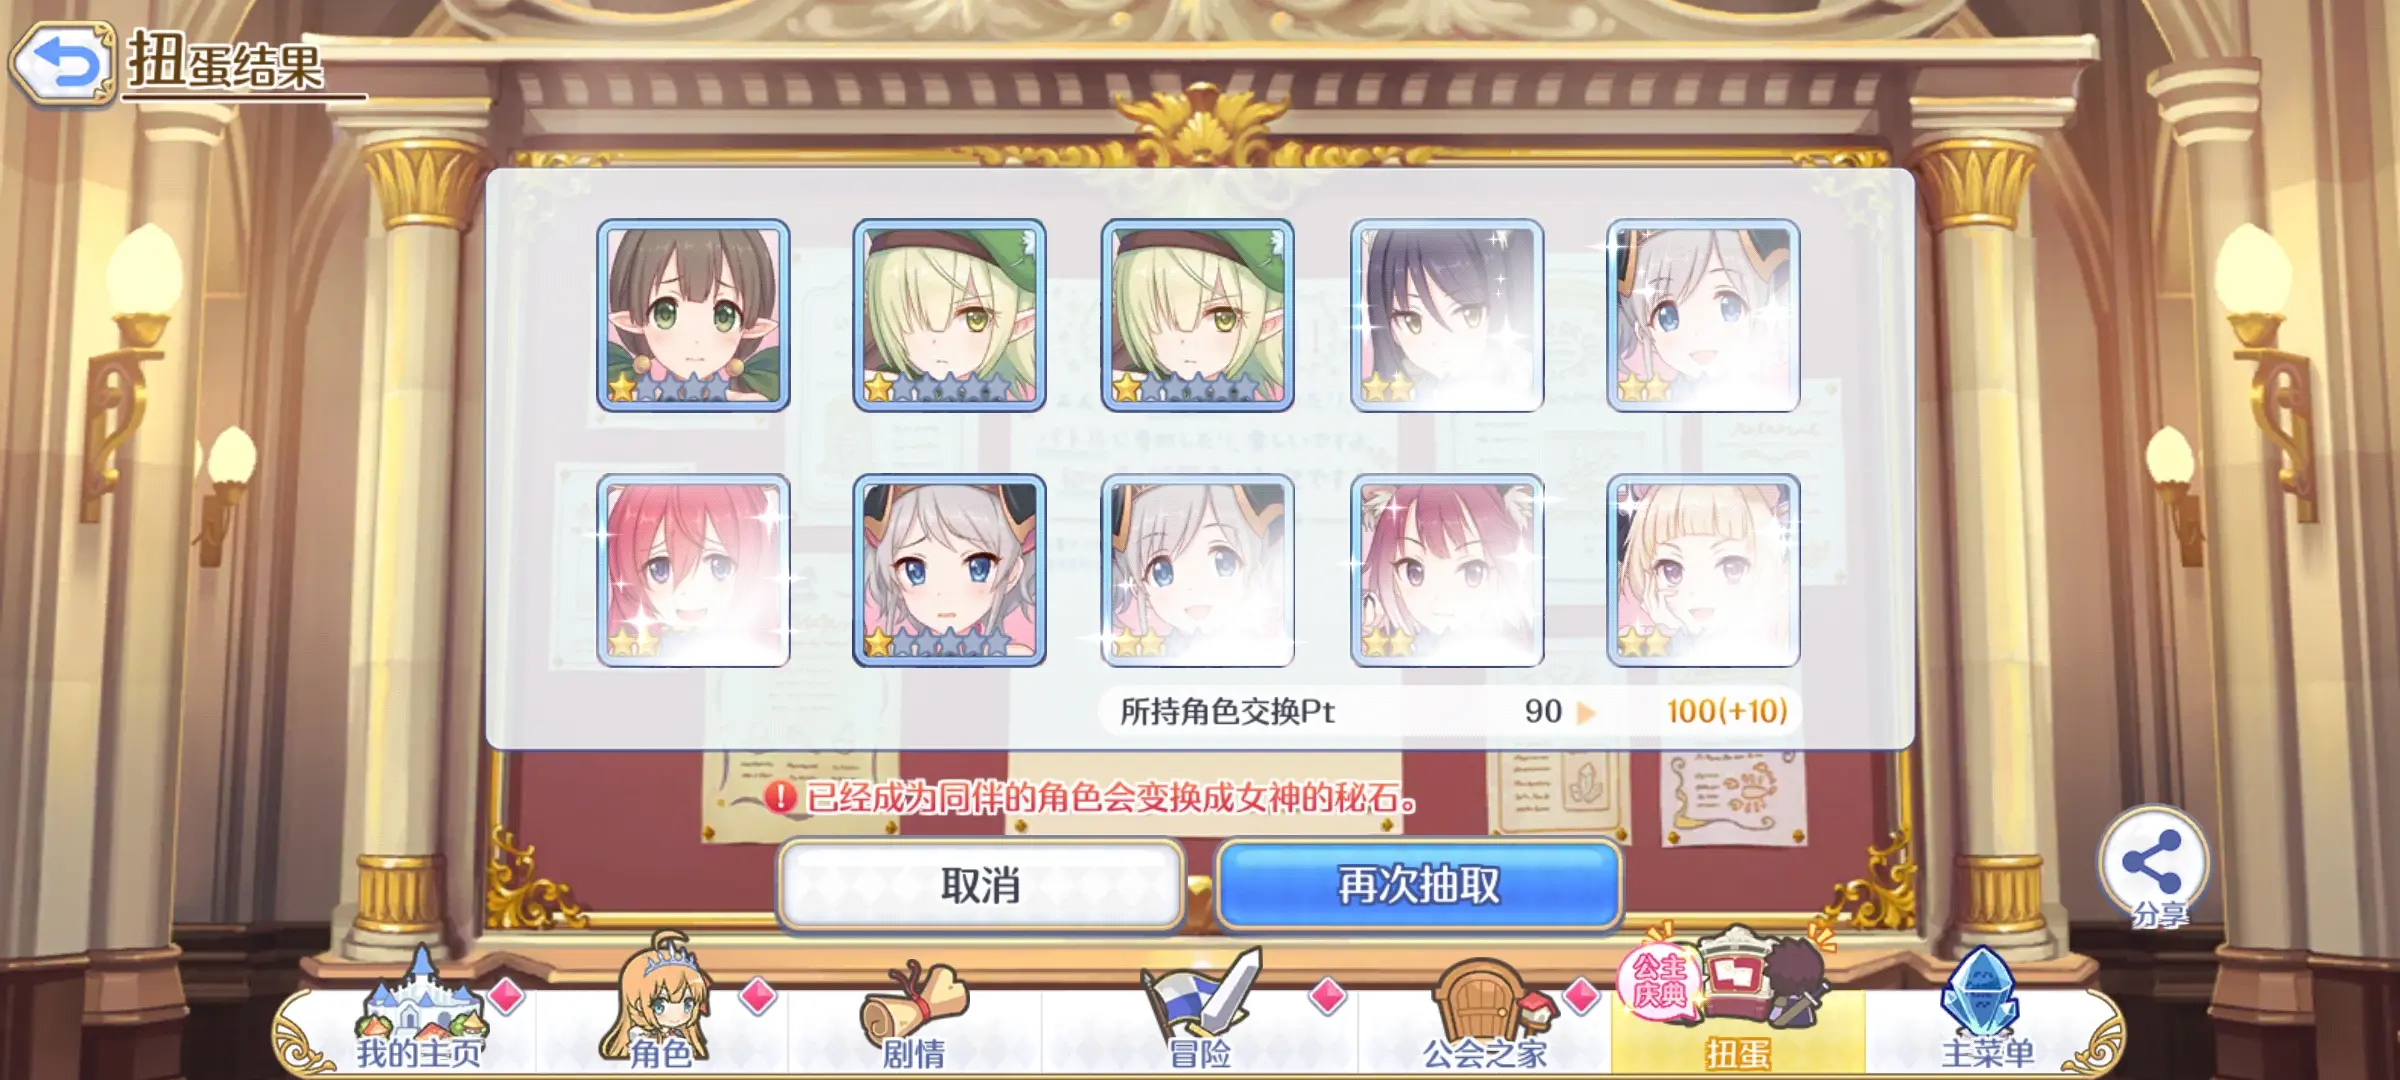 扭蛋结果
所持角色交换Pt 90 100(+10)
已经成为同伴的角色会变换成女神的秘石。
取消
再次抽取
分享
公主
庆典
我的主页
角色
剧情
冒险
公会之家
扭蛋
主菜单